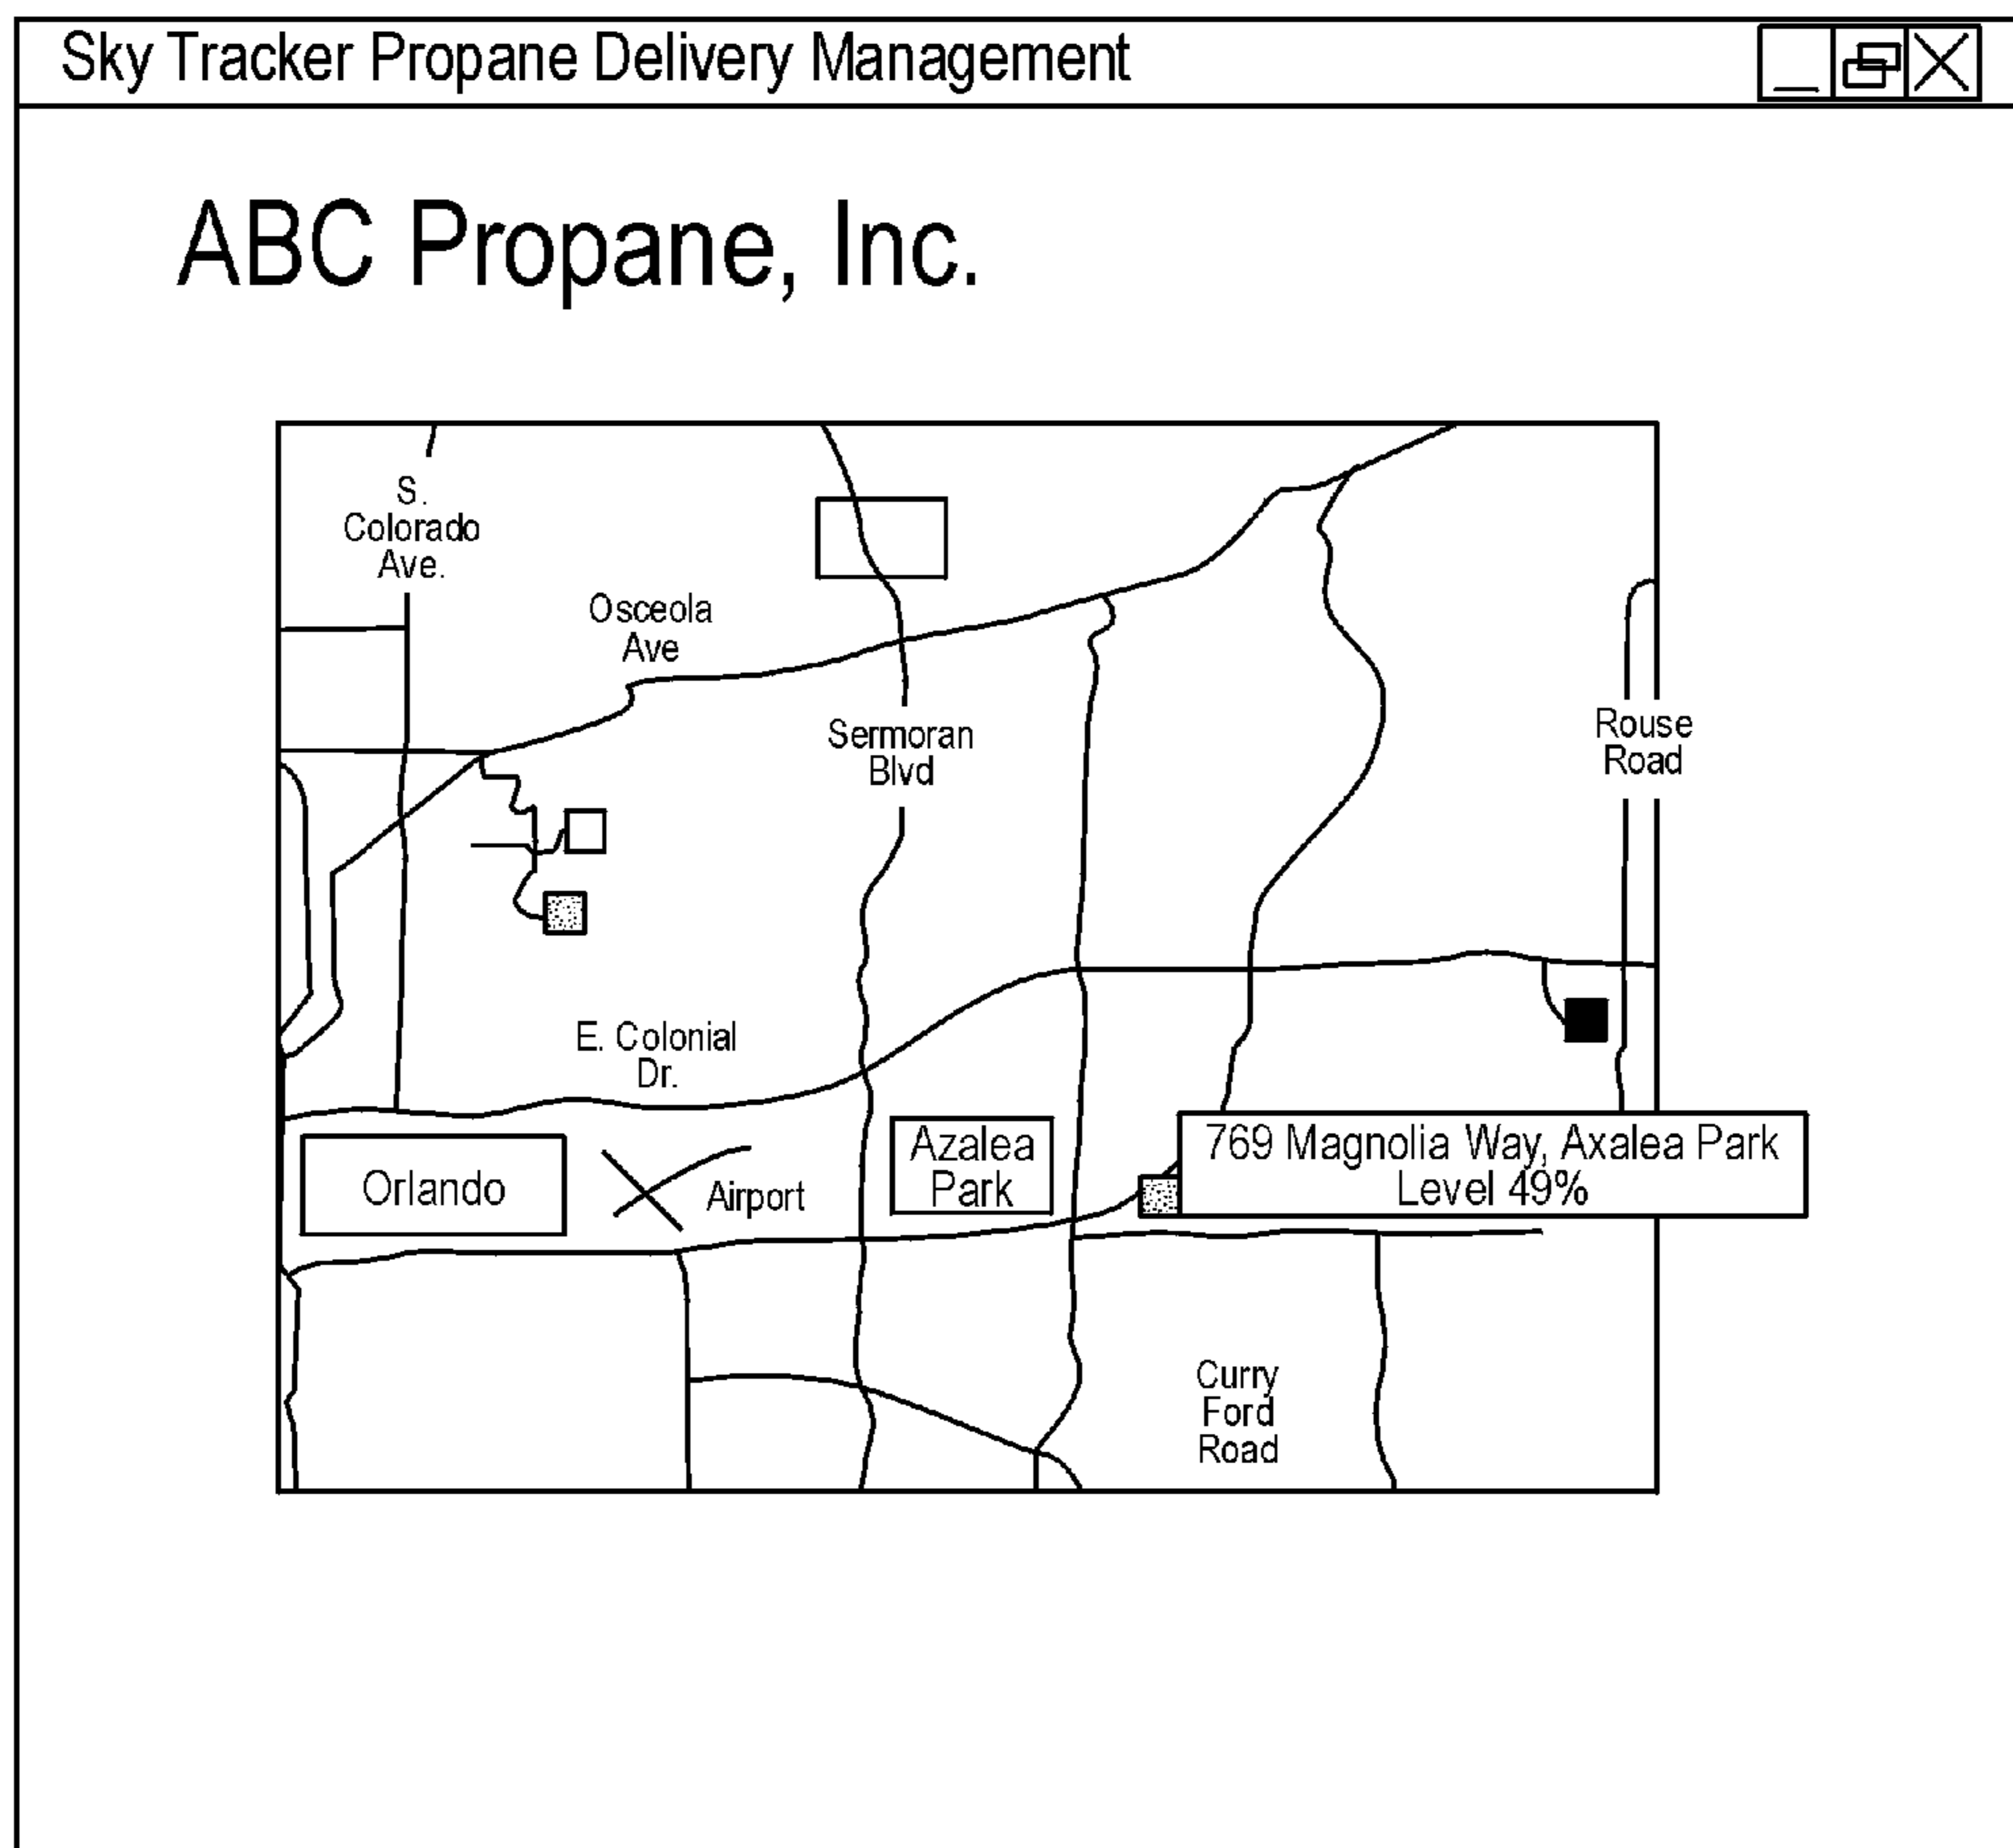 Sky Tracker Propane Delivery Management
ABC Propane, Inc.
S.
Colorado
Ave.
Osceola
Ave
Sermoran
Blvd
Rouse
Road
E. Colonial
Dr.
Orlando
Airport
Azalea
Park
769 Magnolia Way, Axalea Park
Level 49%
Curry
Ford
Road